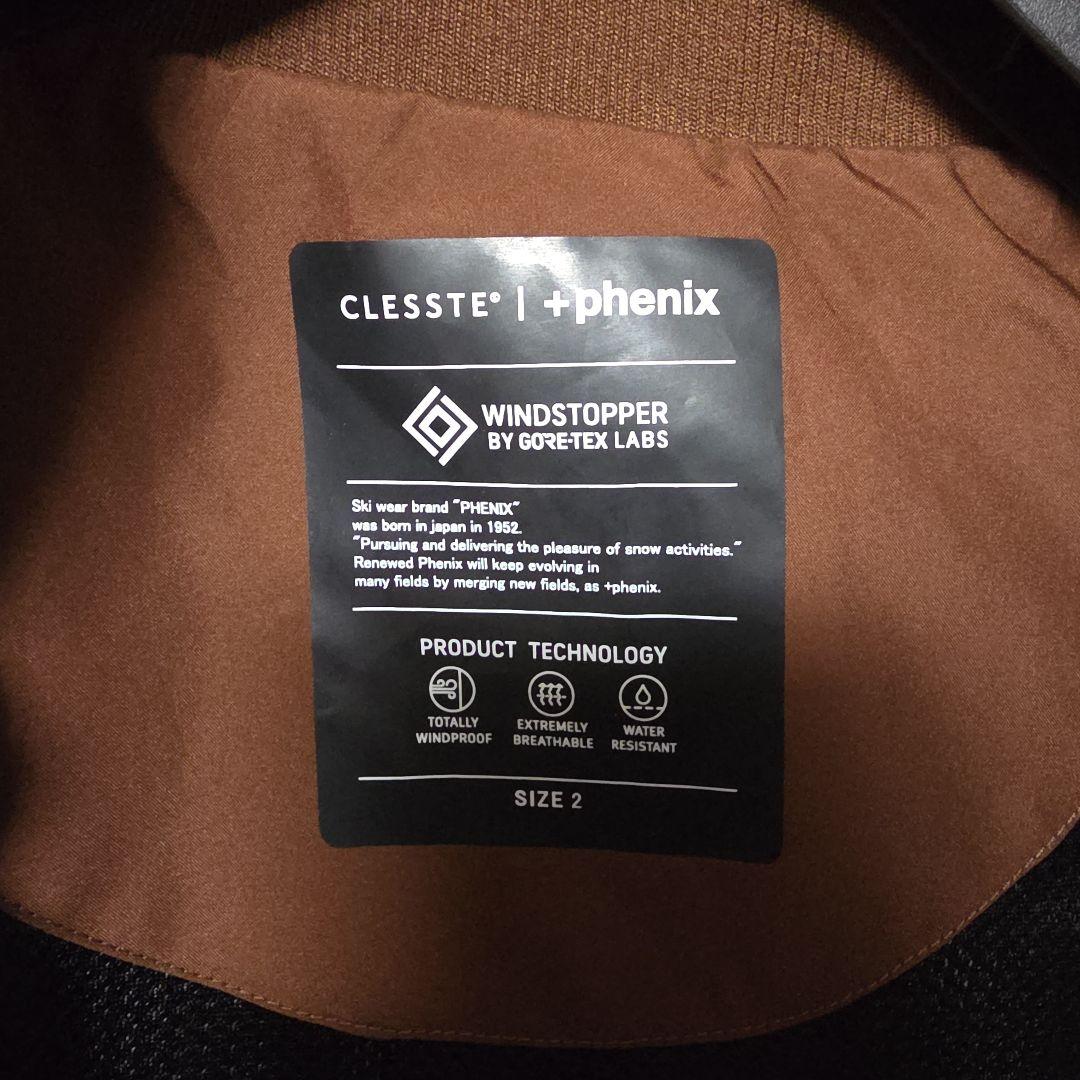 CLESSTE© | +phenix
WINDSTOPPER
BY GORE-TEX LABS
Ski wear brand "PHENIX"
was born in japan in 1952.
"Pursuing and delivering the pleasure of snow activities."
Renewed Phenix will keep evolving in
many fields by merging new fields, as +phenix.
PRODUCT TECHNOLOGY
TOTALLY
WINDPROOF
EXTREMELY
BREATHABLE
WATER
RESISTANT
SIZE 2